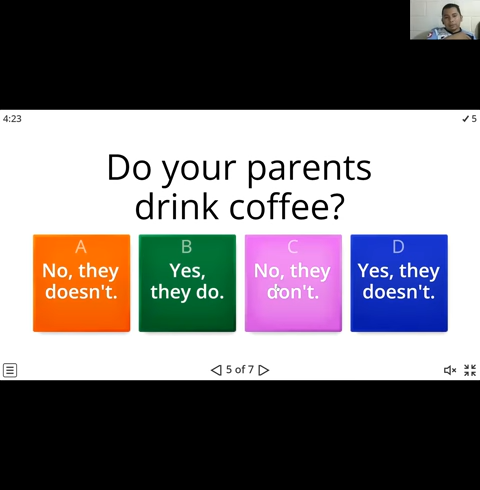 4:23
✓ 5
Do your parents
drink coffee?
A
No, they
doesn't.
B
Yes,
they do.
C
No, they
don't.
D
Yes, they
doesn't.
5 of 7